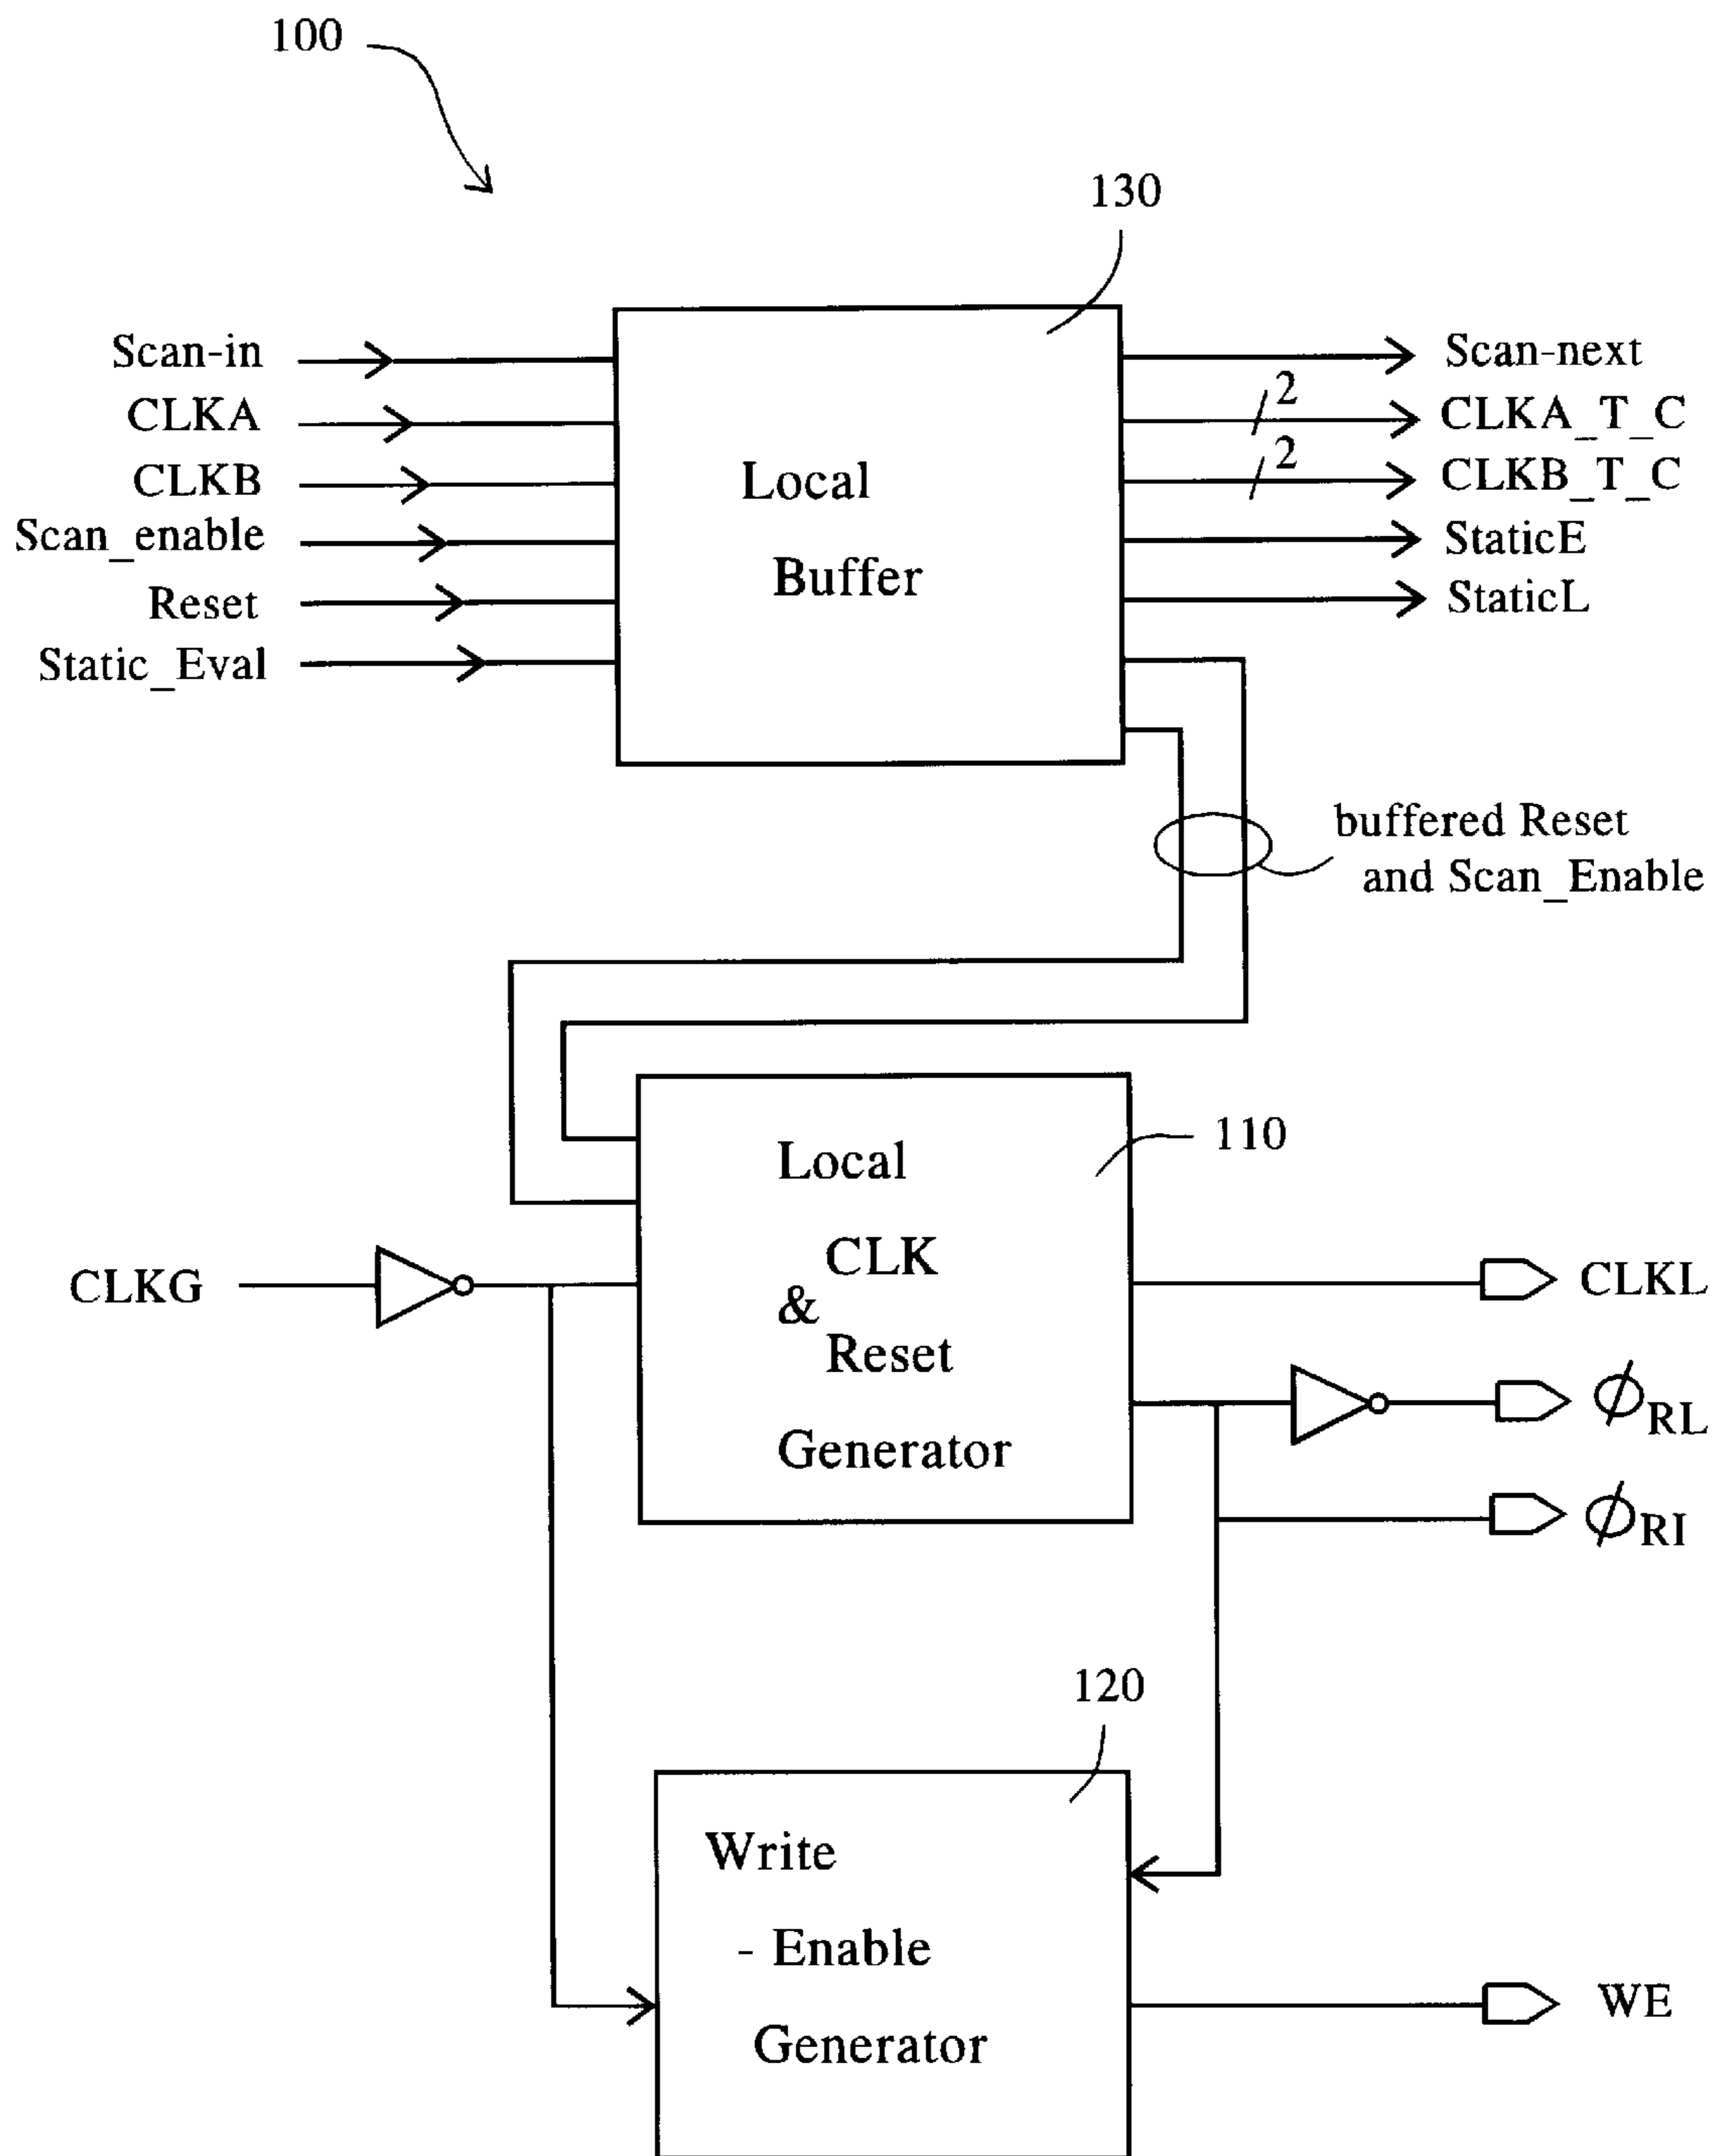 100
130
Scan-in
CLKA
CLKB
Scan_enable
Reset
Static_Eval
Local
Buffer
Scan-next
2
CLKA_T_C
2
CLKB_T_C
StaticE
StaticL
buffered Reset
and Scan_Enable
110
Local
CLK
&
Reset
Generator
CLKG
CLKL
ϕRL
ϕRI
120
Write
- Enable
Generator
WE